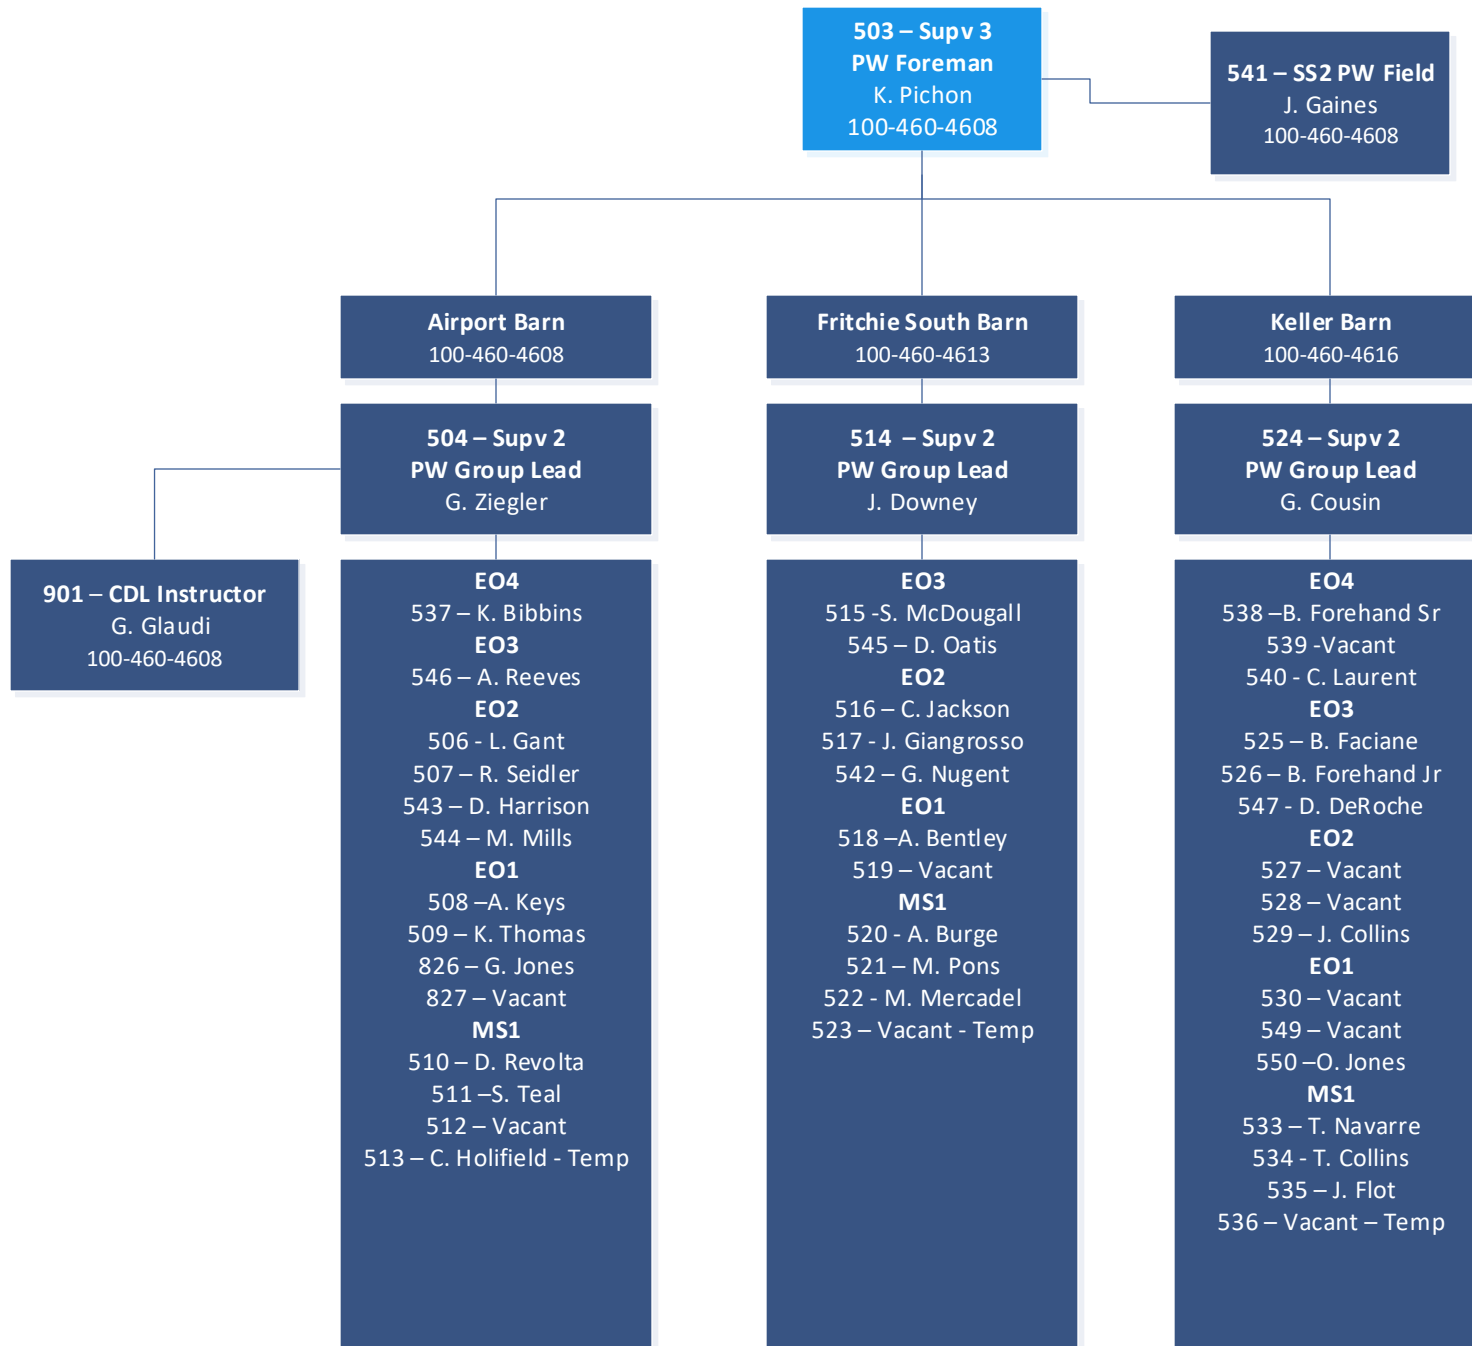 503 – Supv 3
PW Foreman
K. Pichon
100-460-4608
541 – SS2 PW Field
J. Gaines
100-460-4608
Airport Barn
100-460-4608
Fritchie South Barn
100-460-4613
Keller Barn
100-460-4616
504 – Supv 2
PW Group Lead
G. Ziegler
514 – Supv 2
PW Group Lead
J. Downey
524 – Supv 2
PW Group Lead
G. Cousin
901 – CDL Instructor
G. Glaudi
100-460-4608
EO4
537 – K. Bibbins
EO3
546 – A. Reeves
EO2
506 - L. Gant
507 – R. Seidler
543 – D. Harrison
544 – M. Mills
EO1
508 –A. Keys
509 – K. Thomas
826 – G. Jones
827 – Vacant
MS1
510 – D. Revolta
511 –S. Teal
512 – Vacant
513 – C. Holifield - Temp
EO3
515 -S. McDougall
545 – D. Oatis
EO2
516 – C. Jackson
517 - J. Giangrosso
542 – G. Nugent
EO1
518 –A. Bentley
519 – Vacant
MS1
520 - A. Burge
521 – M. Pons
522 - M. Mercadel
523 – Vacant - Temp
EO4
538 –B. Forehand Sr
539 -Vacant
540 - C. Laurent
EO3
525 – B. Faciane
526 – B. Forehand Jr
547 - D. DeRoche
EO2
527 – Vacant
528 – Vacant
529 – J. Collins
EO1
530 – Vacant
549 – Vacant
550 –O. Jones
MS1
533 – T. Navarre
534 - T. Collins
535 – J. Flot
536 – Vacant – Temp